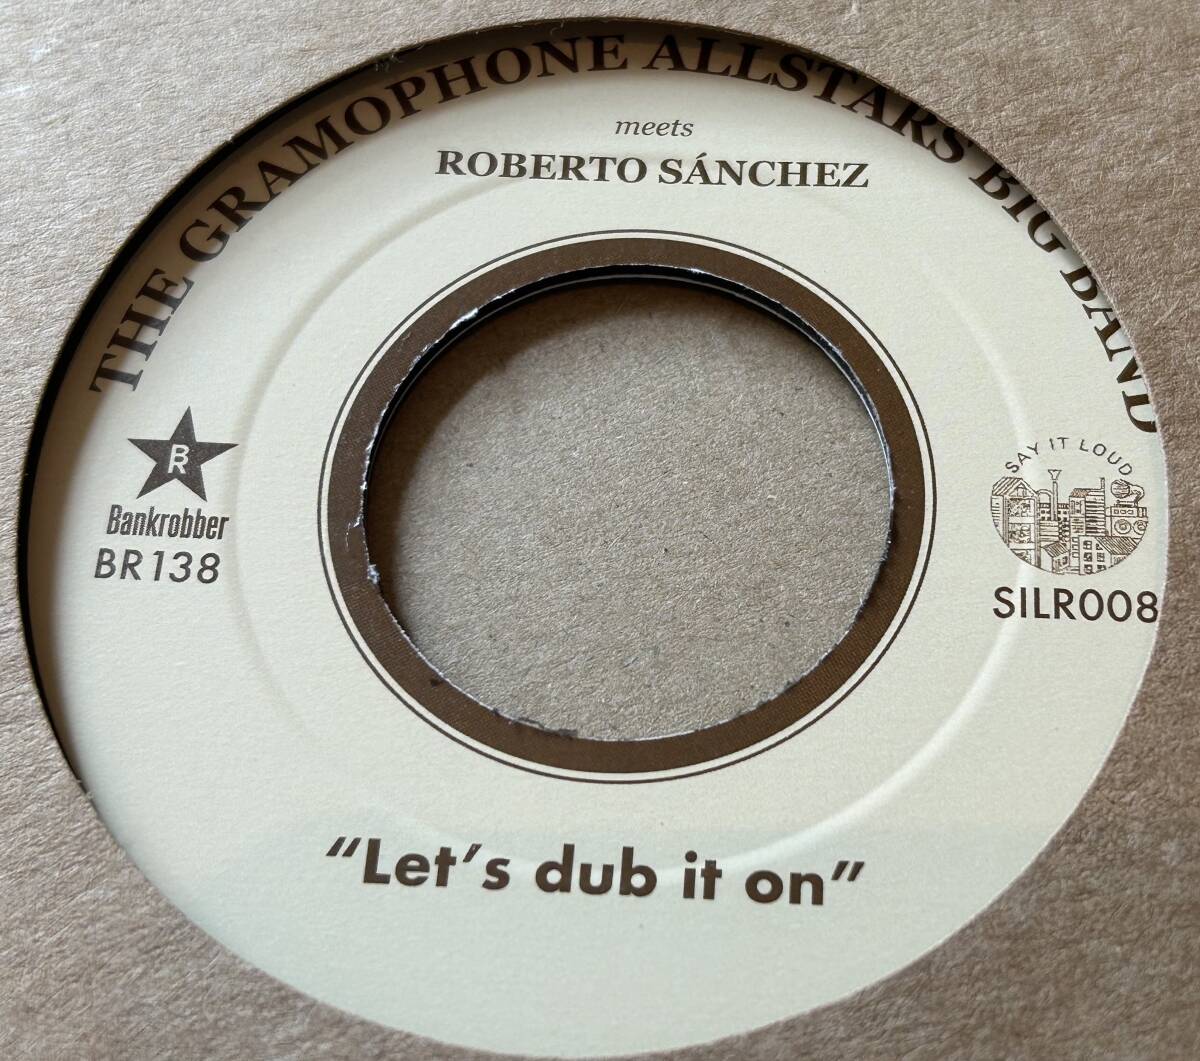 THE GRAMOPHONE ALLSTARS BIG BAND
meets
ROBERTO SÁNCHEZ
BR
Bankrobber
BR138
SAY IT LOUD
SILR008
“Let’s dub it on”